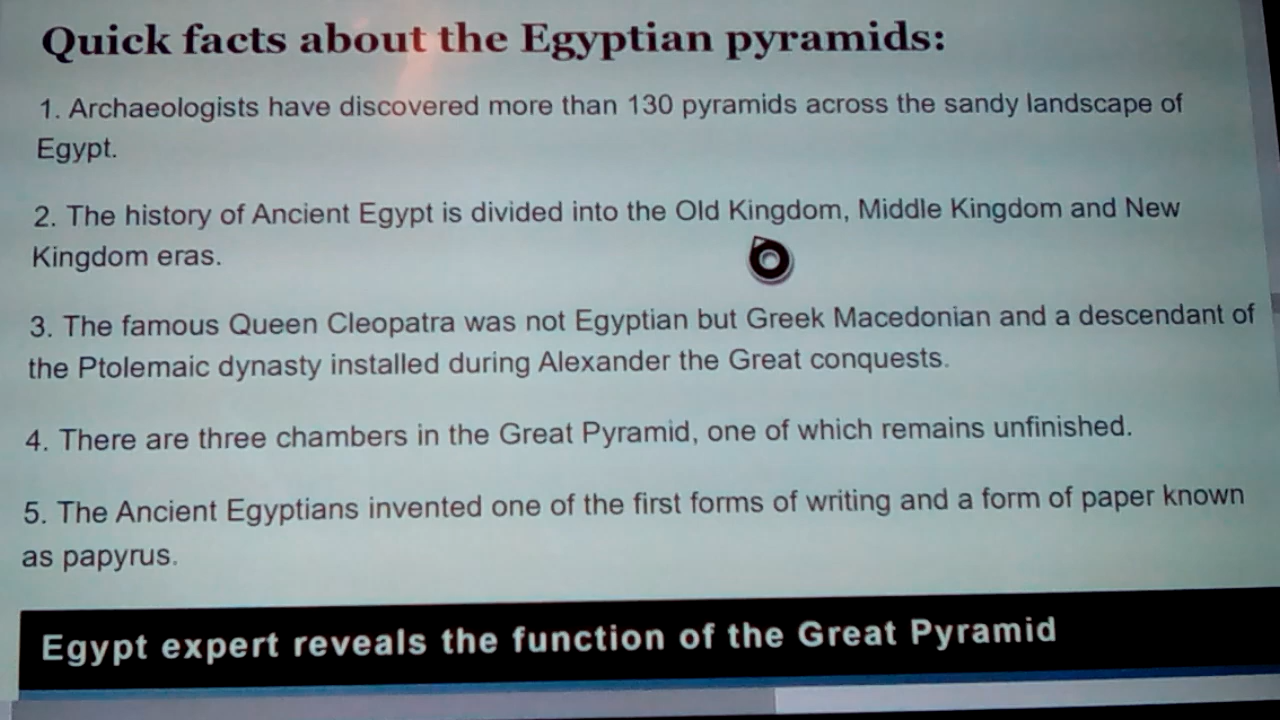 Quick facts about the Egyptian pyramids:
1. Archaeologists have discovered more than 130 pyramids across the sandy landscape of
Egypt.
2. The history of Ancient Egypt is divided into the Old Kingdom, Middle Kingdom and New
Kingdom eras.
3. The famous Queen Cleopatra was not Egyptian but Greek Macedonian and a descendant of
the Ptolemaic dynasty installed during Alexander the Great conquests.
4. There are three chambers in the Great Pyramid, one of which remains unfinished.
5. The Ancient Egyptians invented one of the first forms of writing and a form of paper known
as papyrus.
Egypt expert reveals the function of the Great Pyramid